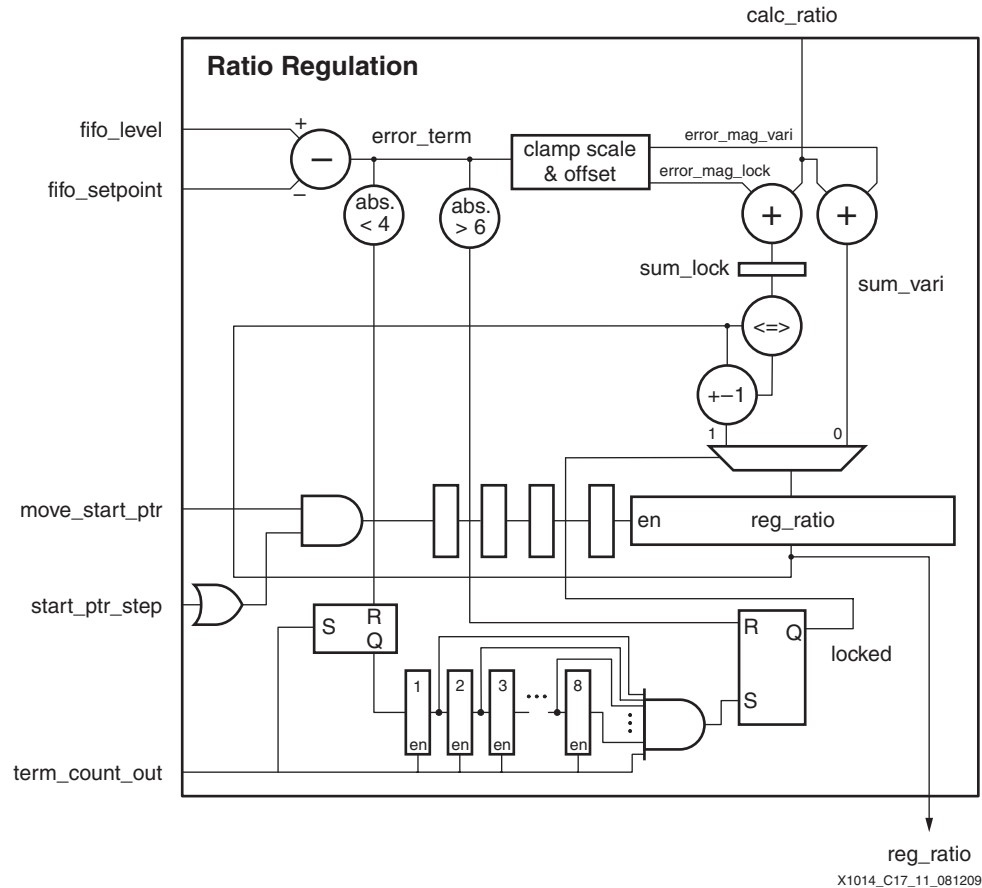 calc_ratio
Ratio Regulation
fifo_level
+
−
error_term
clamp scale
& offset
error_mag_vari
error_mag_lock
fifo_setpoint
−
abs.
< 4
abs.
> 6
+
+
sum_lock
sum_vari
<=>
+−1
1
0
move_start_ptr
en
reg_ratio
start_ptr_step
S
R
Q
R
Q
S
locked
1
2
3
...
8
en
en
en
en
term_count_out
reg_ratio
X1014_C17_11_081209